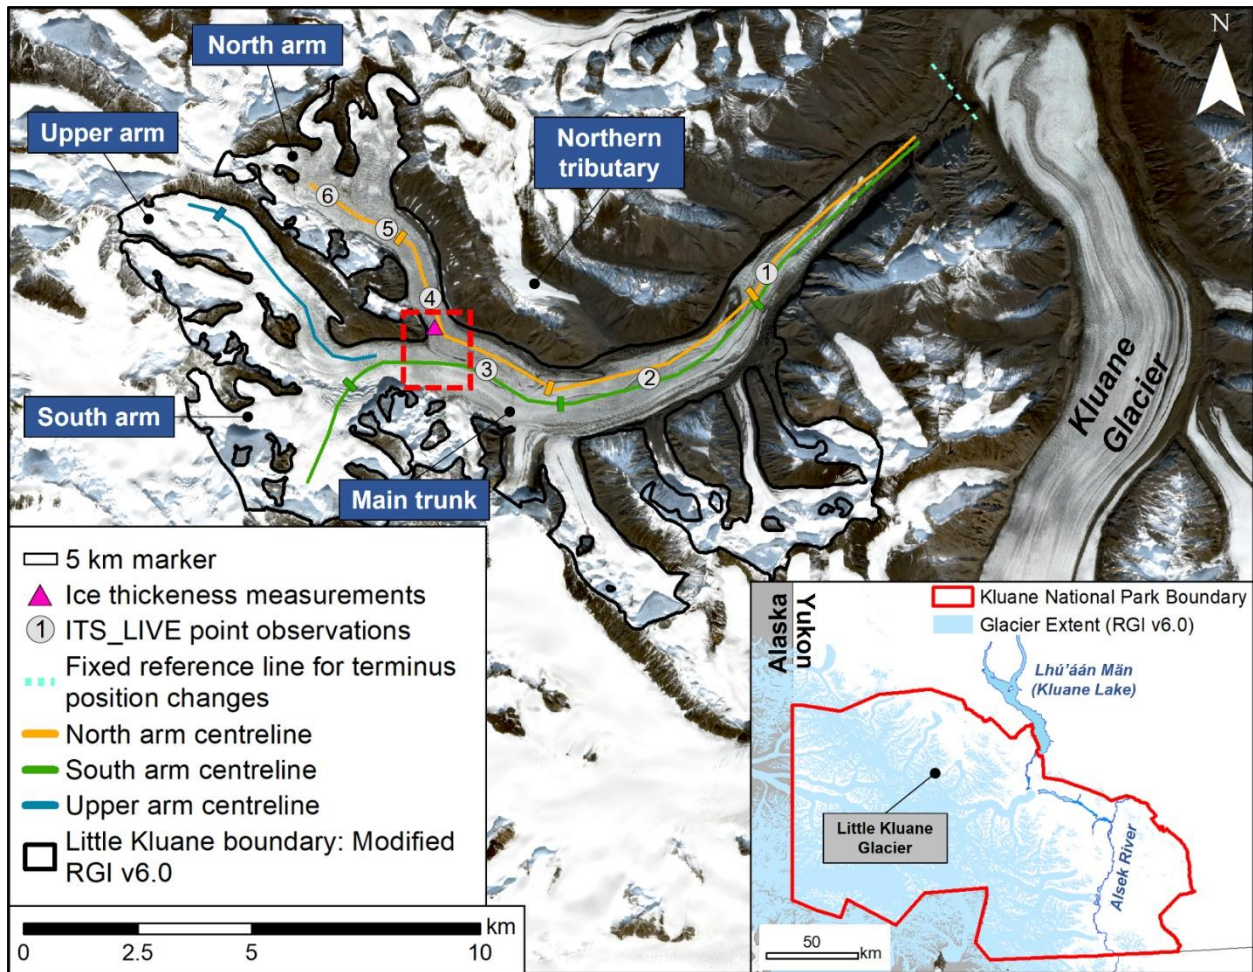 N
North arm
Upper arm
Northern
tributary
6
5
4
3
2
1
South arm
Main trunk
Kluane
Glacier
5 km marker
Ice thickeness measurements
1 ITS_LIVE point observations
Fixed reference line for terminus
position changes
North arm centreline
South arm centreline
Upper arm centreline
Little Kluane boundary: Modified
RGI v6.0
km
0 2.5 5 10
Kluane National Park Boundary
Glacier Extent (RGI v6.0)
Alaska
Yukon
Lhú'áán Män
(Kluane Lake)
Little Kluane
Glacier
Alsek River
50
km